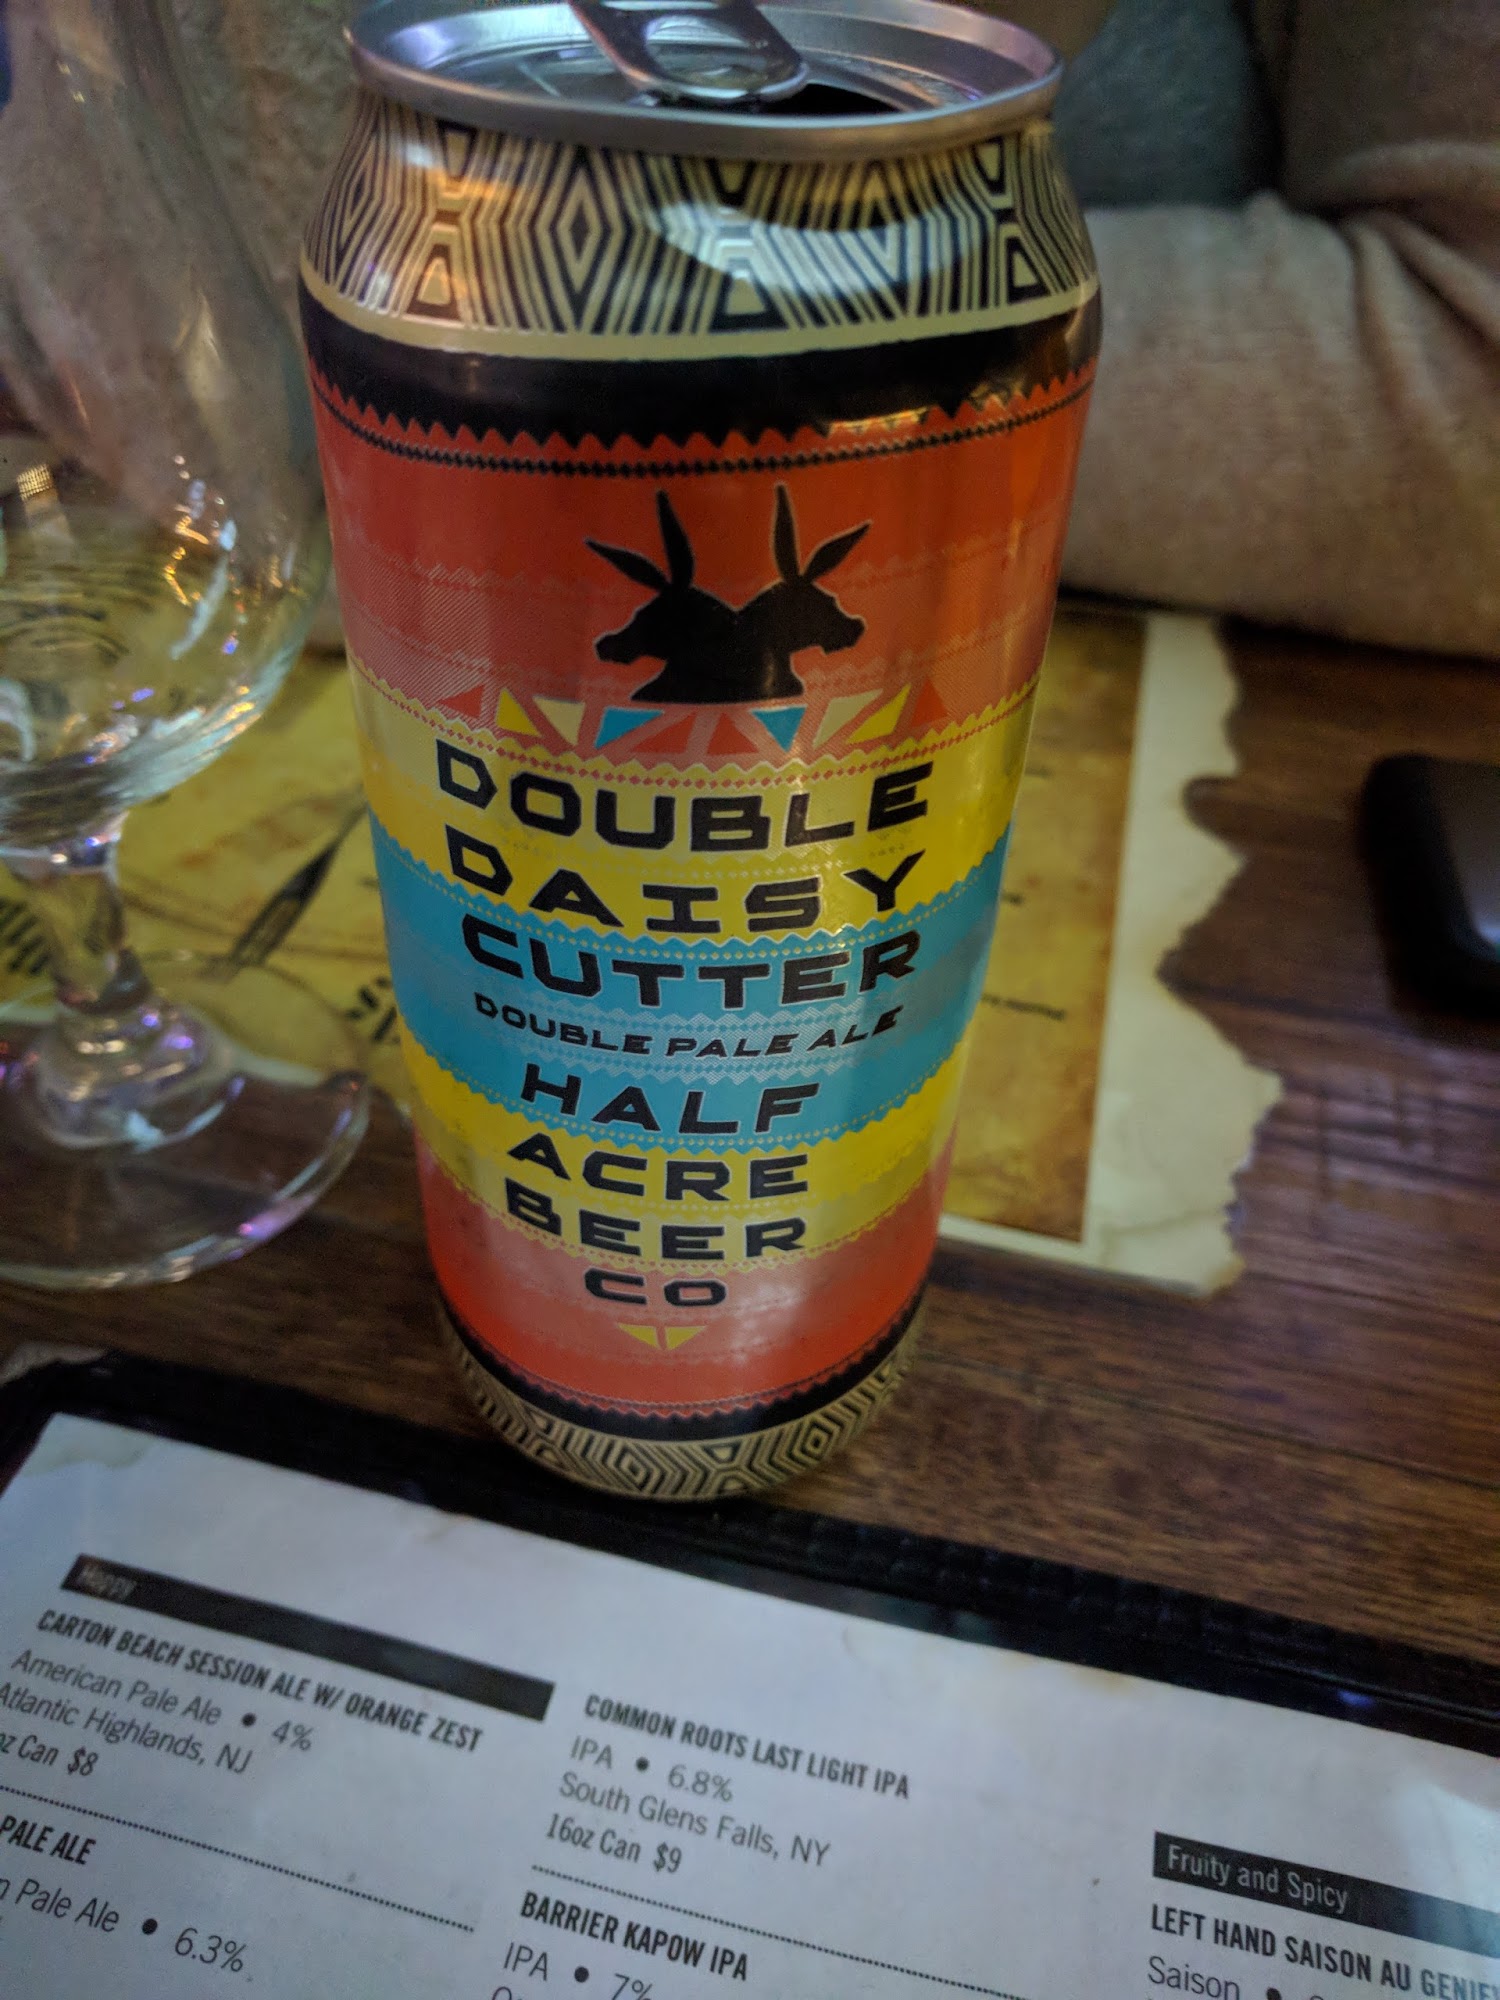 DOUBLE
DAISY
CUTTER
DOUBLE PALE ALE
HALF
ACRE
BEER
CO
Hoppy
CARTON BEACH SESSION ALE W/ ORANGE ZEST
American Pale Ale • 4%
Atlantic Highlands, NJ
oz Can $8
PALE ALE
Pale Ale • 6.3%
COMMON ROOTS LAST LIGHT IPA
IPA • 6.8%
South Glens Falls, NY
16oz Can $9
BARRIER KAPOW IPA
IPA • 7%
Fruity and Spicy
LEFT HAND SAISON AU
Saison •